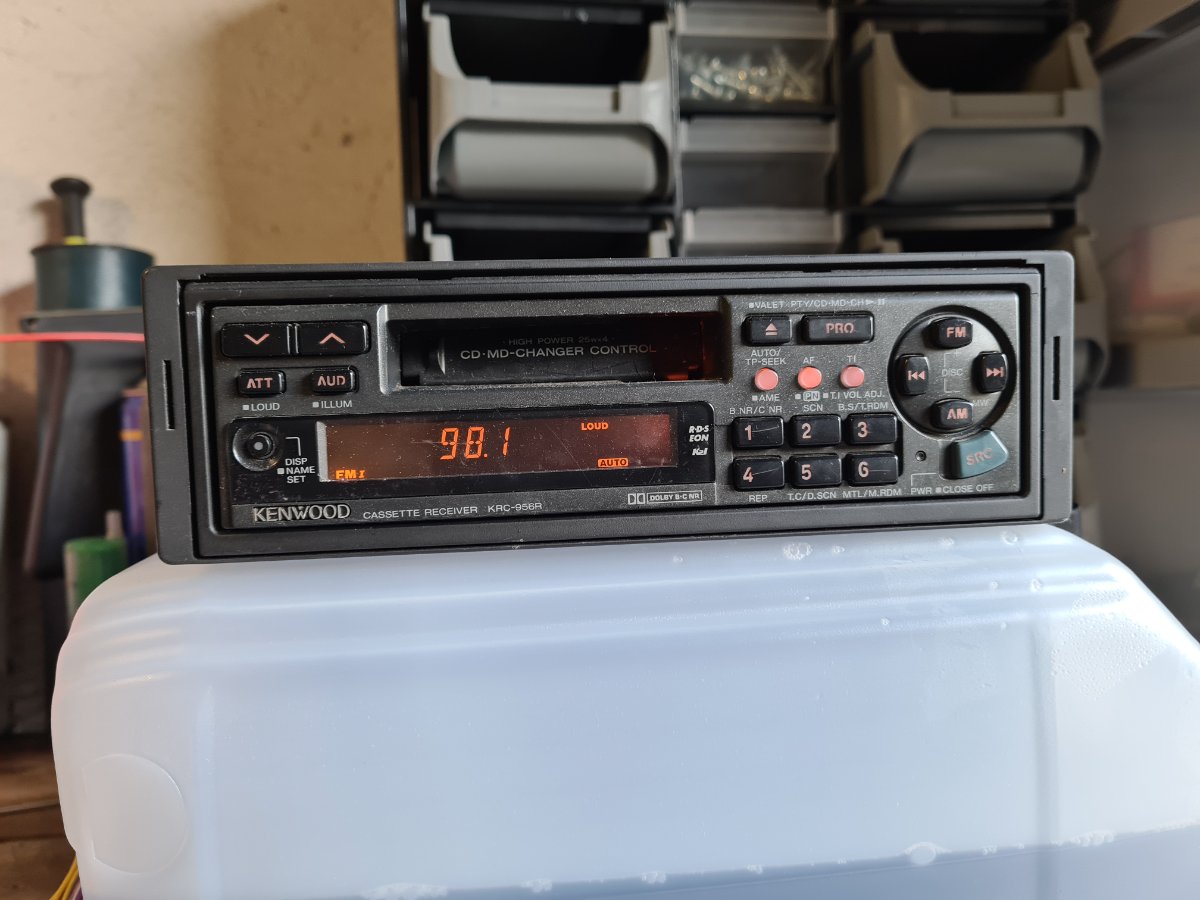 ■VALET PTY/CD·MD·CH ▶ II
PRO
FM
HIGH POWER 25W×4
CD·MD-CHANGER CONTROL
AUTO/
TP-SEEK
AF
TI
DISC
ATT
AUD
■LOUD
■ILLUM
■AME
■PN
■T.I VOL ADJ.
AM
MW
B.NR/C NR
SCN
B.S/T.RDM
1
2
3
DISP
■NAME
SET
LOUD
98.1
FM I
AUTO
R·D·S
EON
K2I
4
5
6
SRC
REP
T.C/D.SCN
MTL/M.RDM
PWR ■CLOSE OFF
KENWOOD
CASSETTE RECEIVER KRC-956R
DOLBY B·C NR